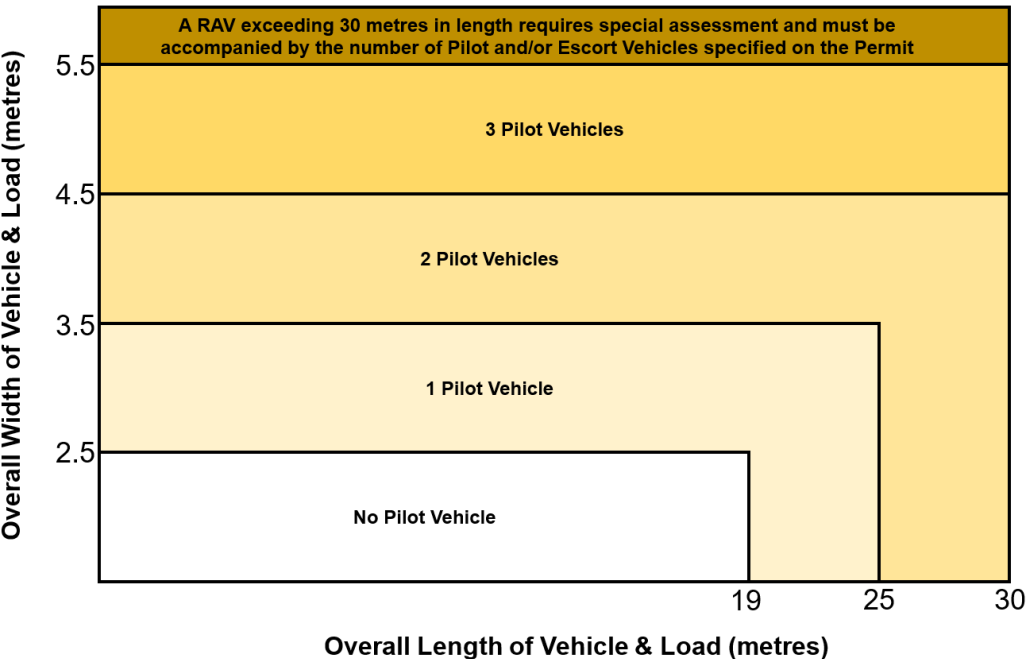 A RAV exceeding 30 metres in length requires special assessment and must be
accompanied by the number of Pilot and/or Escort Vehicles specified on the Permit
5.5
3 Pilot Vehicles
4.5
2 Pilot Vehicles
3.5
1 Pilot Vehicle
2.5
No Pilot Vehicle
19
25
30
Overall Width of Vehicle & Load (metres)
Overall Length of Vehicle & Load (metres)